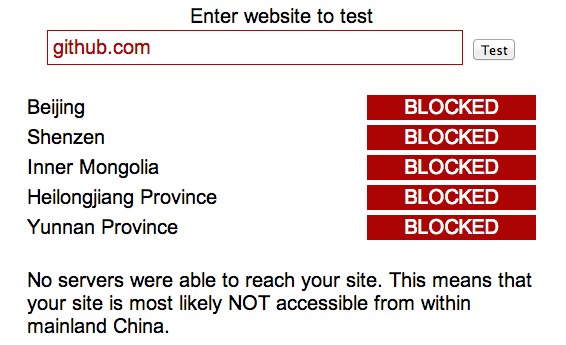 Enter website to test
github.com Test
Beijing BLOCKED
Shenzen BLOCKED
Inner Mongolia BLOCKED
Heilongjiang Province BLOCKED
Yunnan Province BLOCKED
No servers were able to reach your site. This means that
your site is most likely NOT accessible from within
mainland China.